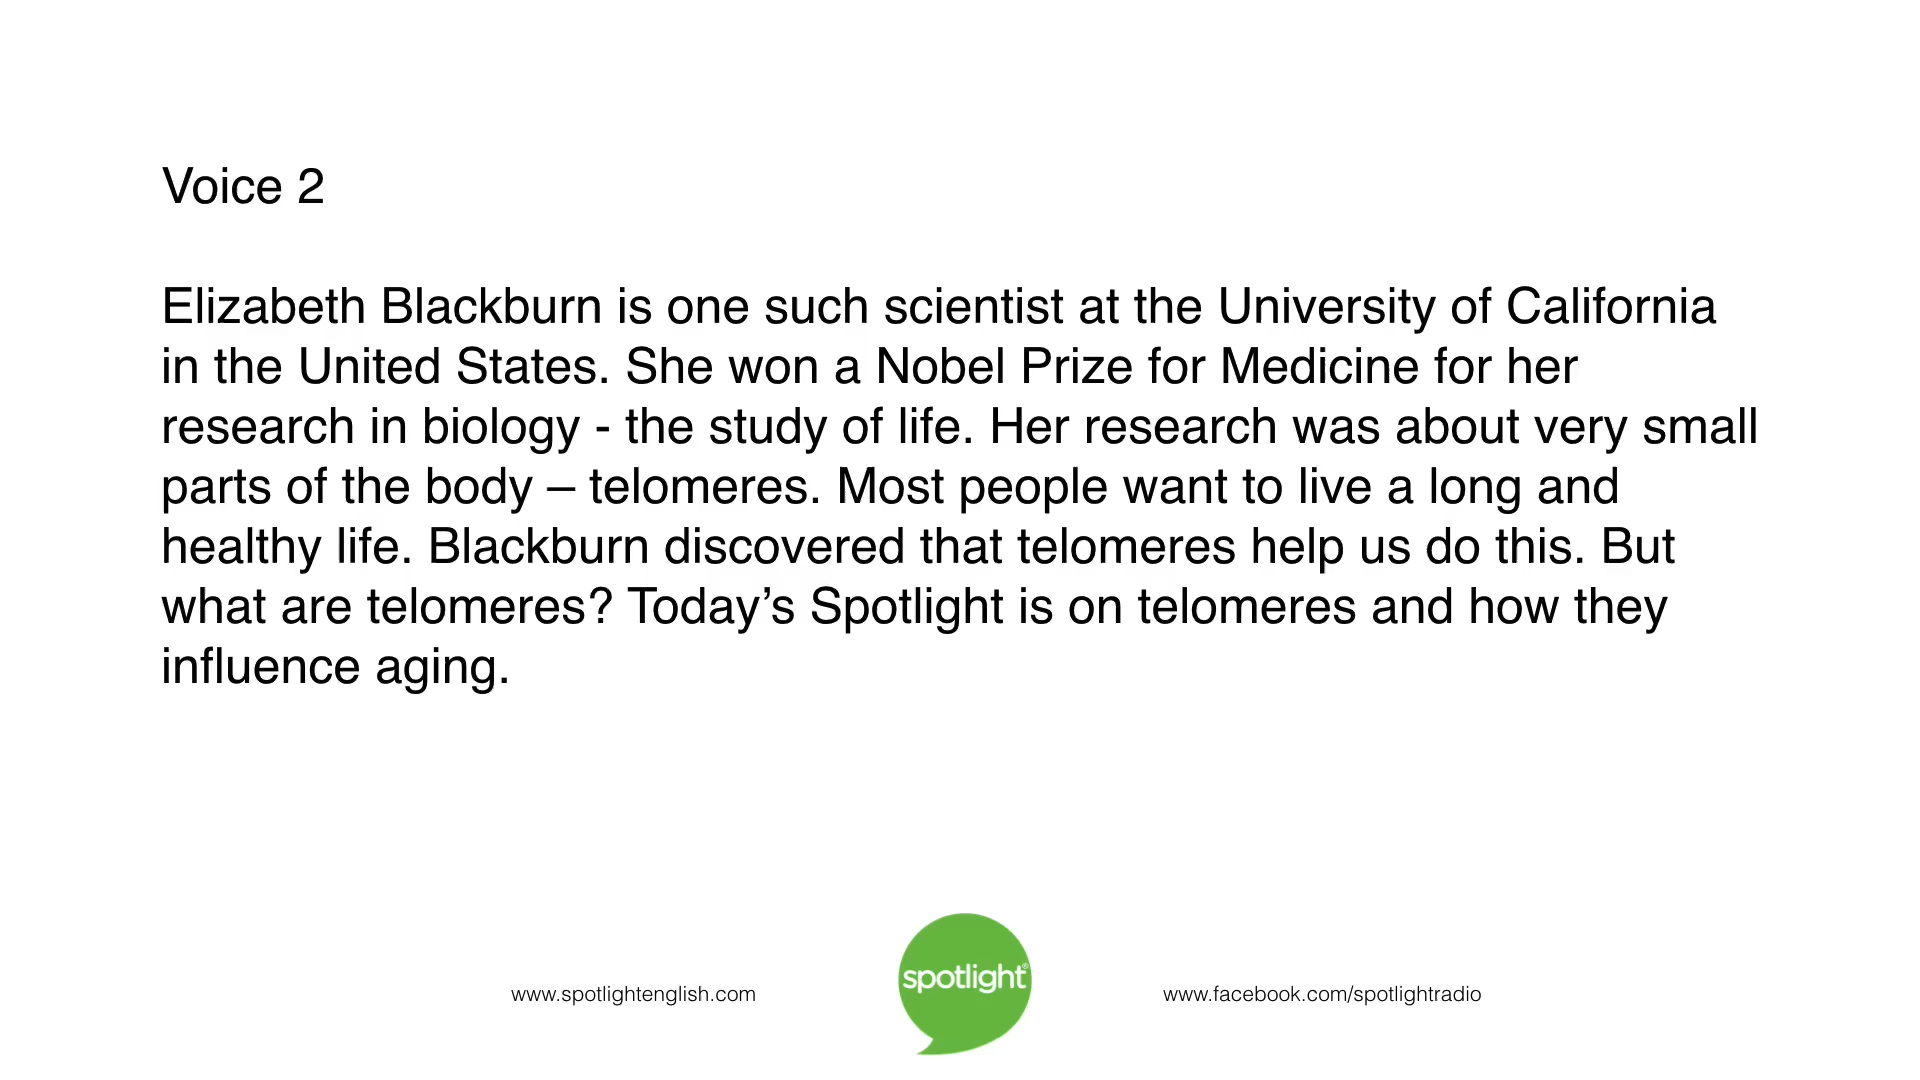 Voice 2
Elizabeth Blackburn is one such scientist at the University of California
in the United States. She won a Nobel Prize for Medicine for her
research in biology - the study of life. Her research was about very small
parts of the body – telomeres. Most people want to live a long and
healthy life. Blackburn discovered that telomeres help us do this. But
what are telomeres? Today’s Spotlight is on telomeres and how they
influence aging.
www.spotlightenglish.com
spotlight®
www.facebook.com/spotlightradio